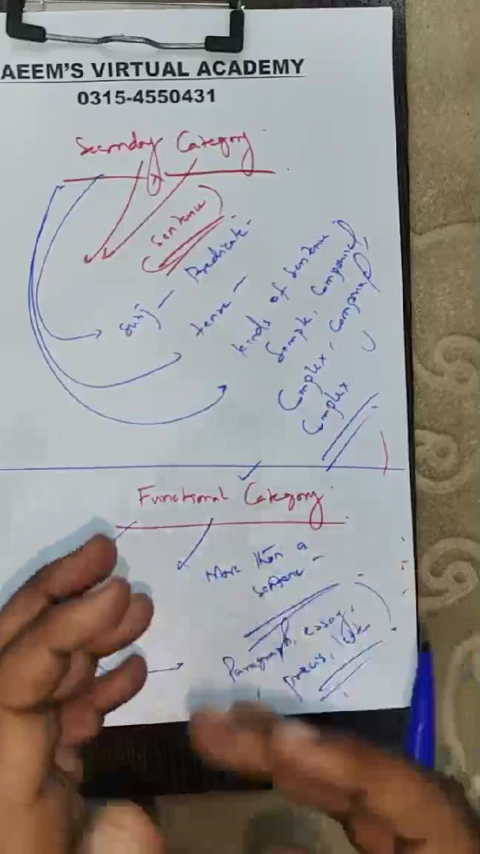 AEEM'S VIRTUAL ACADEMY
0315-4550431
Secondary Category
(Sentence)
Subj - Predicate -
tense -
kinds of sentence
Simple, Compound
Complex, Compound
Complex
Functional Category
More than a
sentence -
Paragraph, essay,
precis,